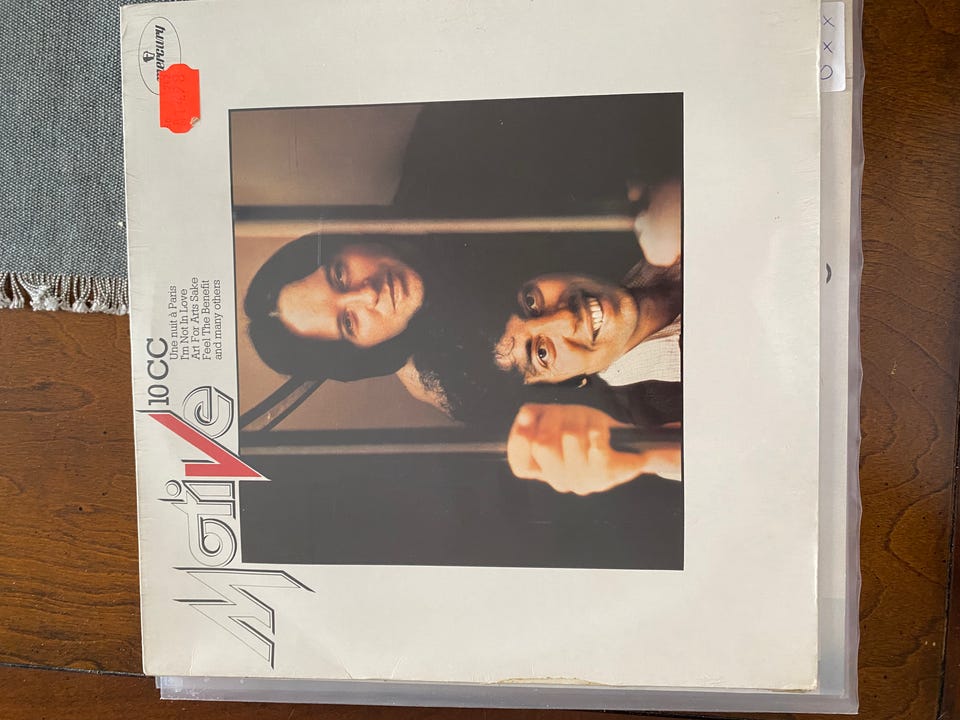 Motive
10 CC
Une nuit à Paris
I'm Not In Love
Art For Arts Sake
Feel The Benefit
and many others
mercury